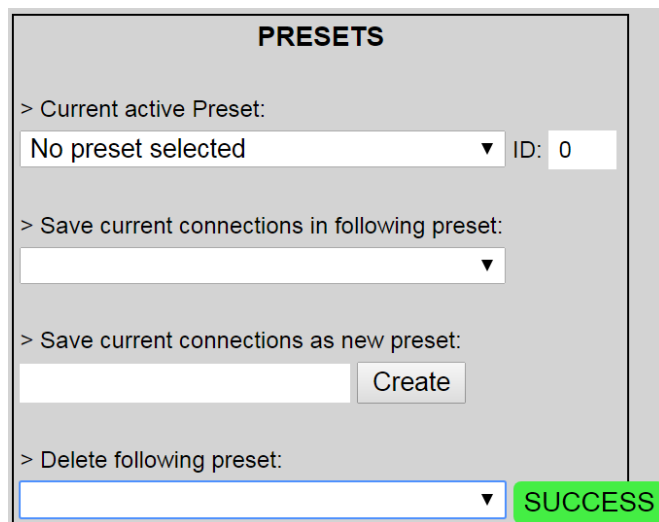 PRESETS
> Current active Preset:
No preset selected ▼ ID: 0
> Save current connections in following preset:
▼
> Save current connections as new preset:
Create
> Delete following preset:
▼ SUCCESS